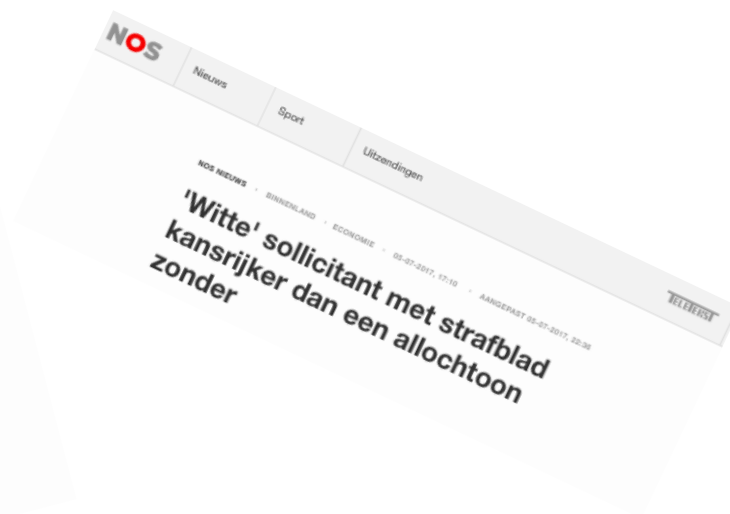 NOS
Nieuws
Sport
Uitzendingen
TELETEKST
NOS NIEUWS • BINNENLAND • ECONOMIE • 05-07-2017, 17:10 • AANGEPAST 05-07-2017, 22:36
'Witte' sollicitant met strafblad
kansrijker dan een allochtoon
zonder